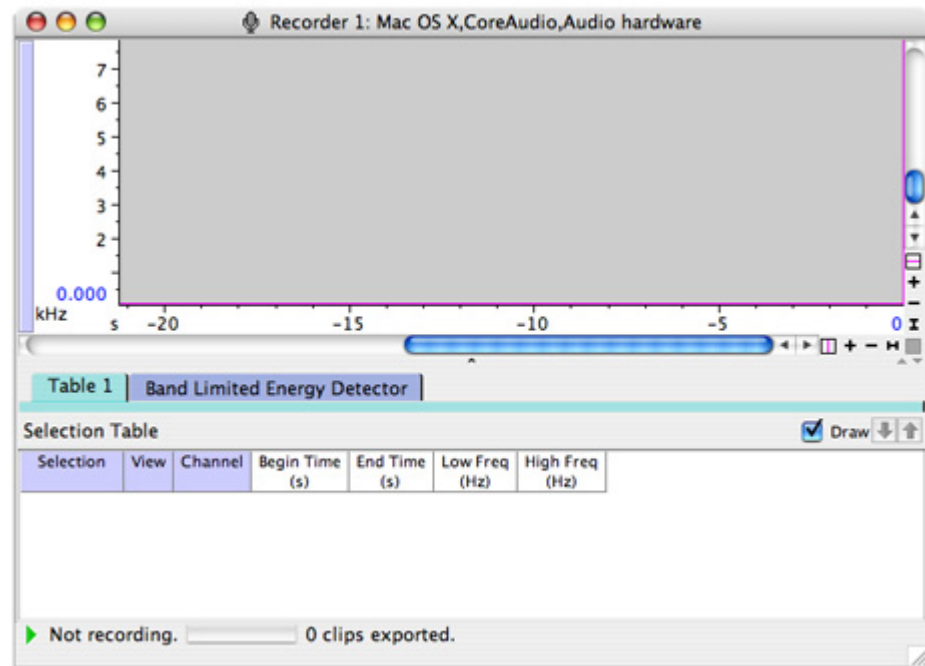 Recorder 1: Mac OS X,CoreAudio,Audio hardware
7
6
5
4
3
2
0.000
kHz
s -20 -15 -10 -5 0
Table 1 Band Limited Energy Detector
Selection Table Draw
Selection View Channel Begin Time End Time Low Freq High Freq
(s) (s) (Hz) (Hz)
Not recording. 0 clips exported.